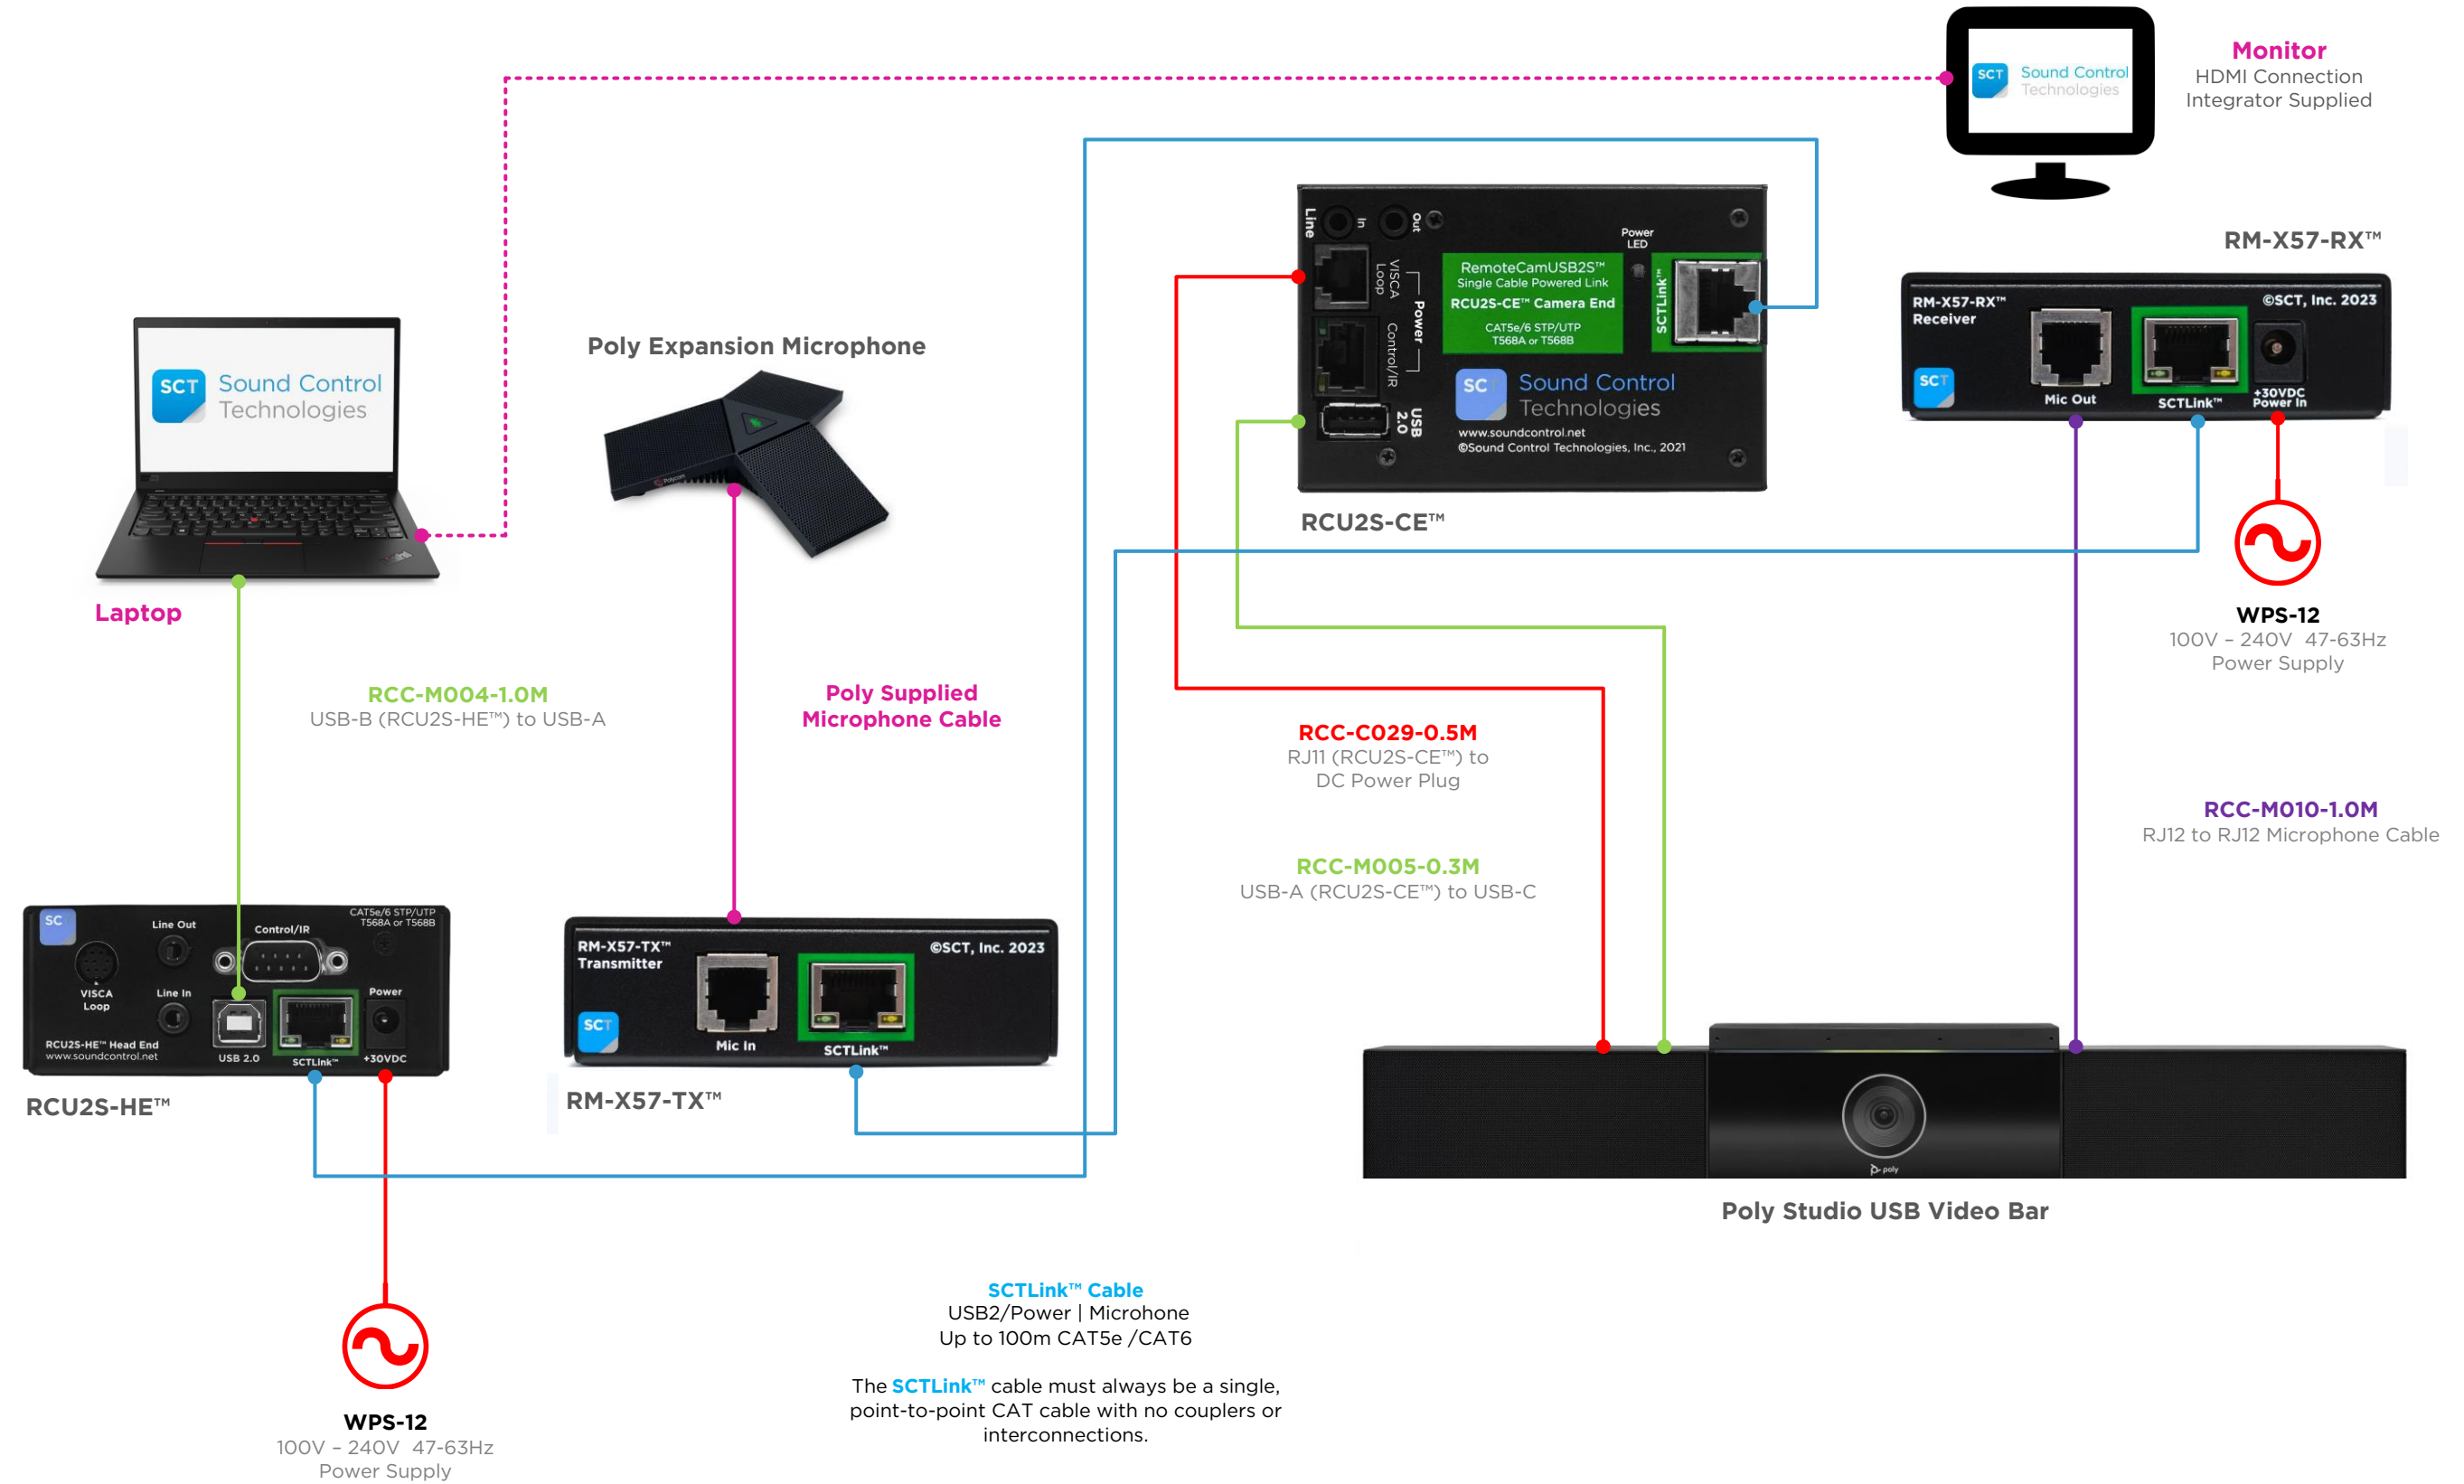 Monitor
HDMI Connection
Integrator Supplied
SCT Sound Control
Technologies
RM-X57-RX™
RM-X57-RX™
Receiver
©SCT, Inc. 2023
Mic Out
SCTLink™
+30VDC
Power In
SCT
WPS-12
100V – 240V 47-63Hz
Power Supply
Line
In
Out
VISCA
Loop
Power
Control/IR
USB
2.0
Power
LED
RemoteCamUSB2S™
Single Cable Powered Link
RCU2S-CE™ Camera End
CAT5e/6 STP/UTP
T568A or T568B
SCTLink™
SC Sound Control
Technologies
www.soundcontrol.net
©Sound Control Technologies, Inc., 2021
RCU2S-CE™
SCT Sound Control
Technologies
Laptop
Poly Expansion Microphone
Polycom
RCC-M004-1.0M
USB-B (RCU2S-HE™) to USB-A
Poly Supplied
Microphone Cable
RCC-C029-0.5M
RJ11 (RCU2S-CE™) to
DC Power Plug
RCC-M005-0.3M
USB-A (RCU2S-CE™) to USB-C
RCC-M010-1.0M
RJ12 to RJ12 Microphone Cable
SC
CAT5e/6 STP/UTP
T568A or T568B
Line Out
Control/IR
VISCA
Loop
Line In
Power
RCU2S-HE™ Head End
www.soundcontrol.net
USB 2.0
SCTLink™
+30VDC
RCU2S-HE™
RM-X57-TX™
Transmitter
©SCT, Inc. 2023
SCT
Mic In
SCTLink™
RM-X57-TX™
poly
Poly Studio USB Video Bar
WPS-12
100V – 240V 47-63Hz
Power Supply
SCTLink™ Cable
USB2/Power | Microhone
Up to 100m CAT5e /CAT6
The SCTLink™ cable must always be a single,
point-to-point CAT cable with no couplers or
interconnections.